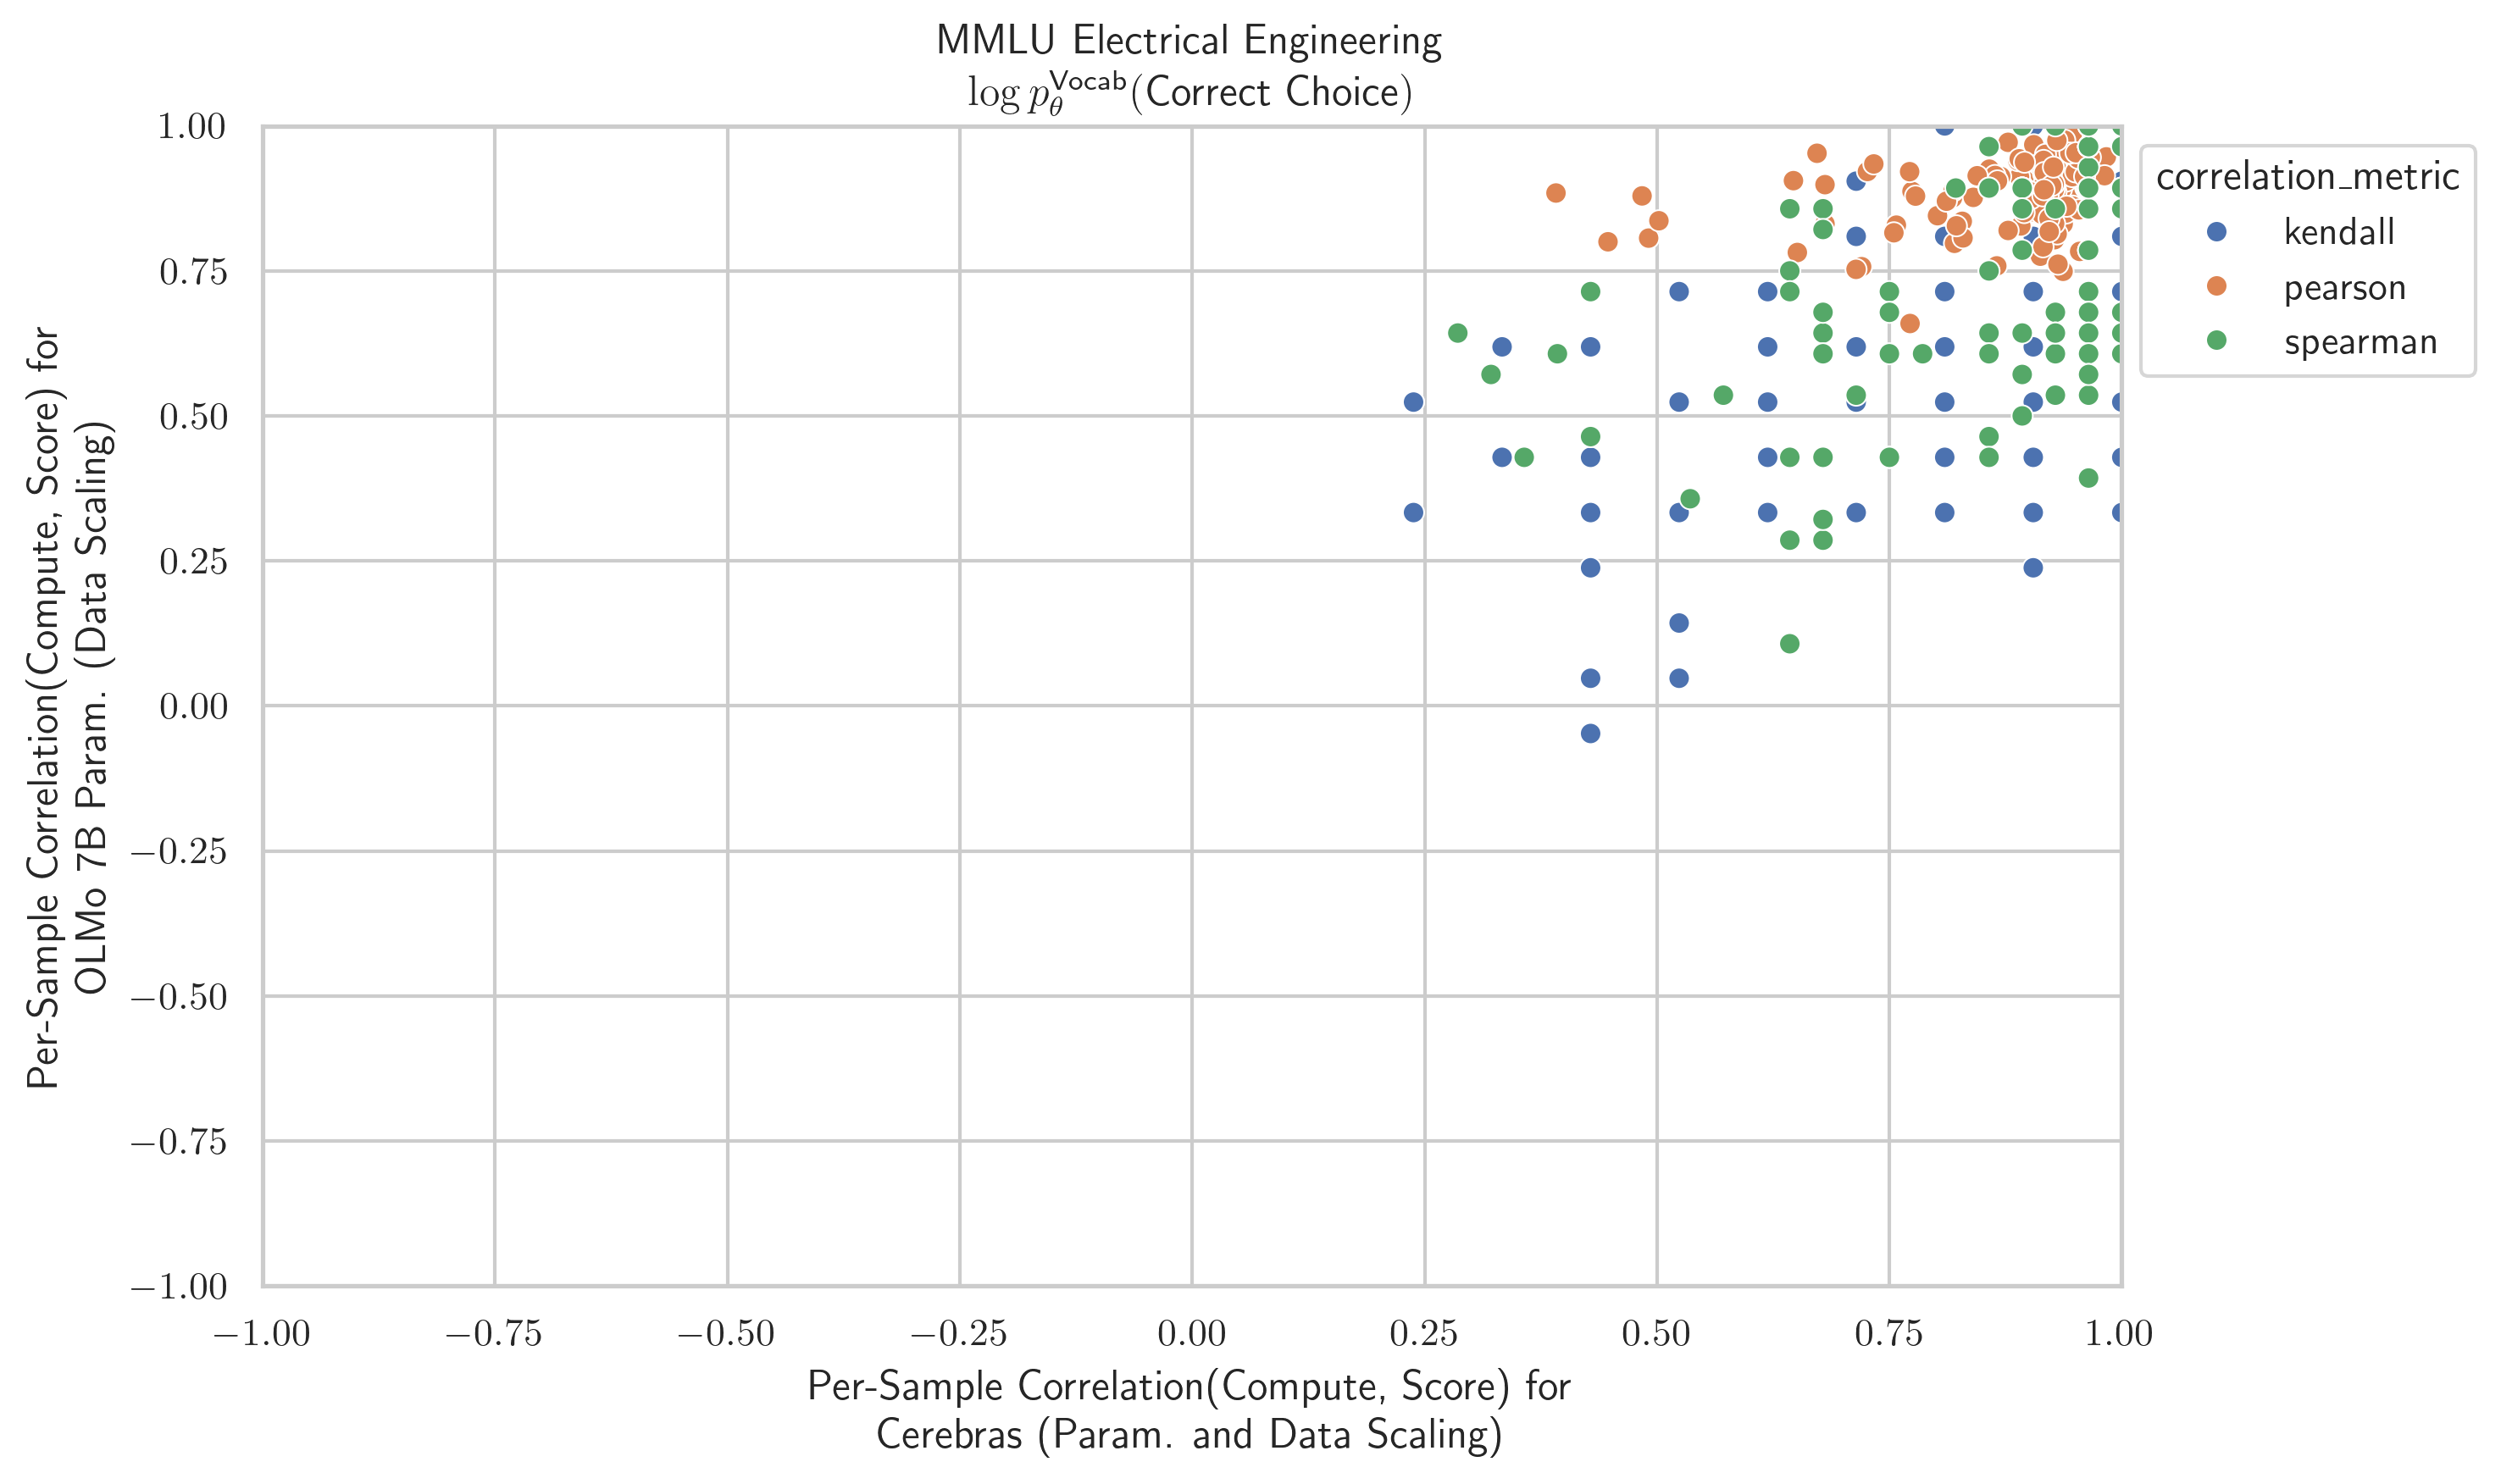 MMLU Electrical Engineering
log p_θ^Vocab(Correct Choice)
1.00
0.75
0.50
0.25
0.00
−0.25
−0.50
−0.75
−1.00
Per-Sample Correlation(Compute, Score) for
OLMo 7B Param. (Data Scaling)
−1.00 −0.75 −0.50 −0.25 0.00 0.25 0.50 0.75 1.00
Per-Sample Correlation(Compute, Score) for
Cerebras (Param. and Data Scaling)
correlation_metric
kendall
pearson
spearman